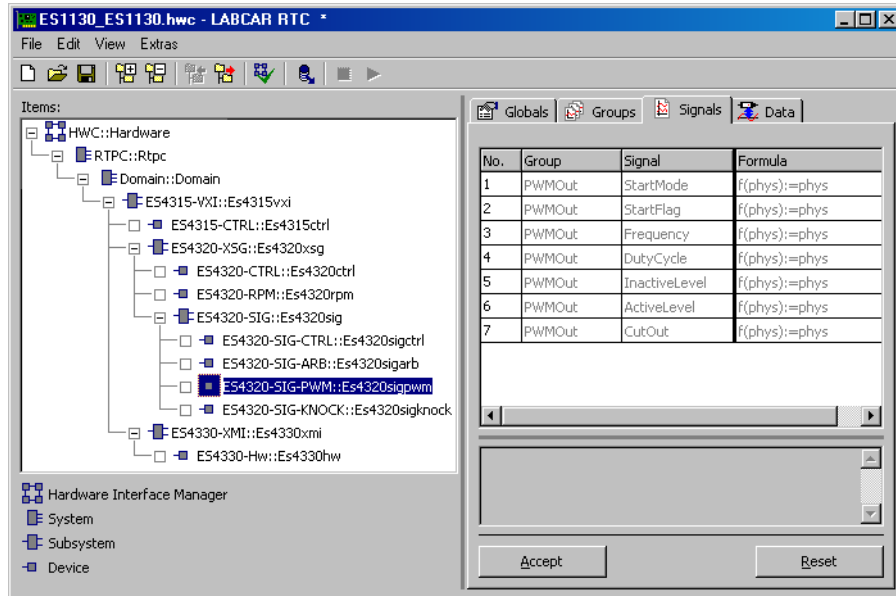 ES1130_ES1130.hwc - LABCAR RTC *
File Edit View Extras
Items:
HWC::Hardware
RTPC::Rtpc
Domain::Domain
ES4315-VXI::Es4315vxi
ES4315-CTRL::Es4315ctrl
ES4320-XSG::Es4320xsg
ES4320-CTRL::Es4320ctrl
ES4320-RPM::Es4320rpm
ES4320-SIG::Es4320sig
ES4320-SIG-CTRL::Es4320sigctrl
ES4320-SIG-ARB::Es4320sigarb
ES4320-SIG-PWM::Es4320sigpwm
ES4320-SIG-KNOCK::Es4320sigknock
ES4330-XMI::Es4330xmi
ES4330-Hw::Es4330hw
Hardware Interface Manager
System
Subsystem
Device
Globals Groups Signals Data
No. Group Signal Formula
1 PWMOut StartMode f(phys):=phys
2 PWMOut StartFlag f(phys):=phys
3 PWMOut Frequency f(phys):=phys
4 PWMOut DutyCycle f(phys):=phys
5 PWMOut InactiveLevel f(phys):=phys
6 PWMOut ActiveLevel f(phys):=phys
7 PWMOut CutOut f(phys):=phys
Accept Reset